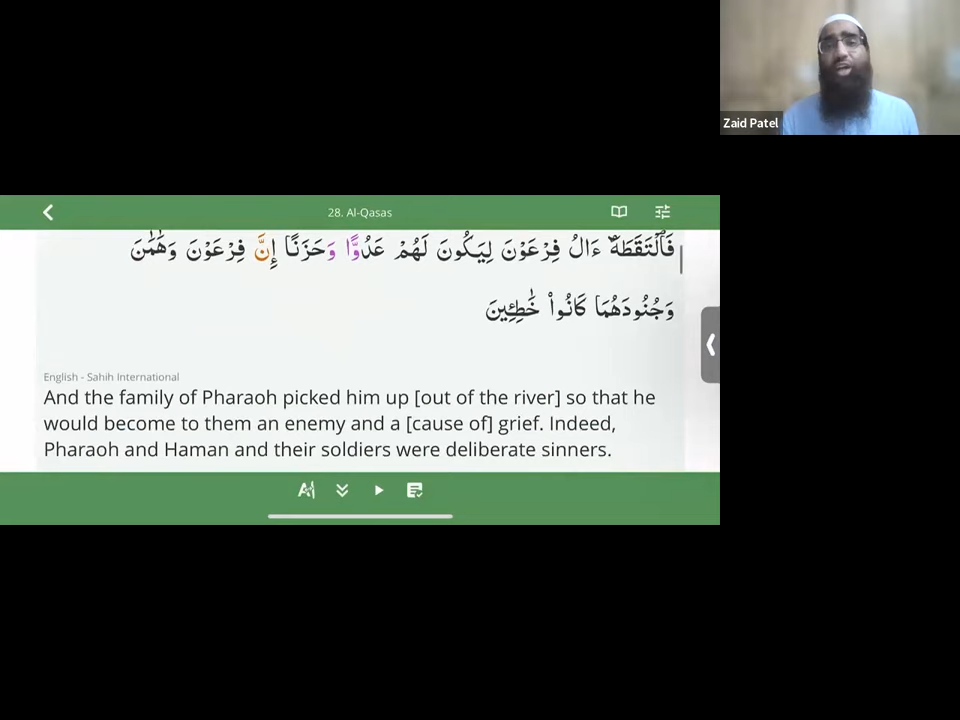 Zaid Patel
28. Al-Qasas
فَٱلْتَقَطَهُۥٓ ءَالُ فِرْعَوْنَ لِيَكُونَ لَهُمْ عَدُوًّا وَحَزَنًا إِنَّ فِرْعَوْنَ وَهَٰمَٰنَ
وَجُنُودَهُمَا كَانُوا۟ خَٰطِـِٔينَ
English - Sahih International
And the family of Pharaoh picked him up [out of the river] so that he
would become to them an enemy and a [cause of] grief. Indeed,
Pharaoh and Haman and their soldiers were deliberate sinners.